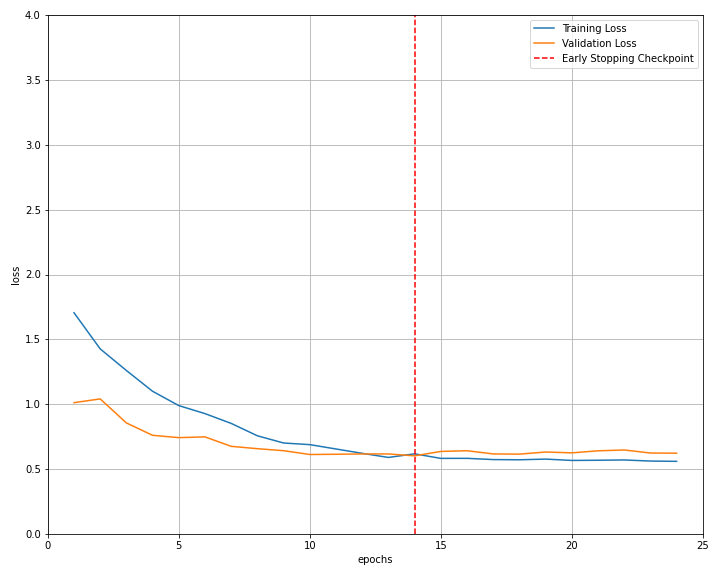 Training Loss
Validation Loss
Early Stopping Checkpoint
4.0
3.5
3.0
2.5
2.0
1.5
1.0
0.5
0.0
loss
0 5 10 15 20 25
epochs